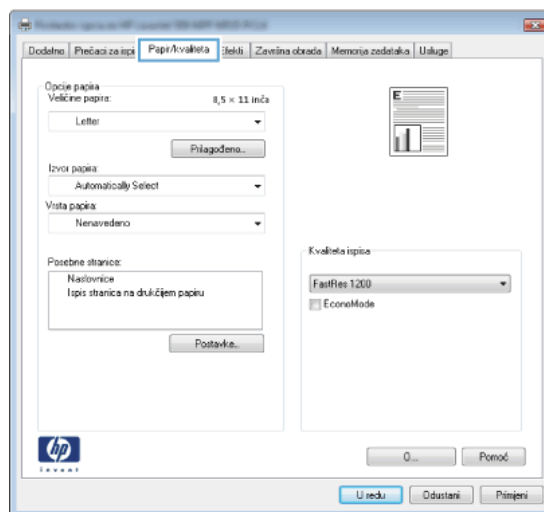 Dodatno Prečaci za ispi Papir/kvaliteta Efekti Završna obrada Memorija zadataka Usluge
Opcije papira
Veličine papira: 8,5 × 11 inča
Letter
Prilagođeno...
Izvor papira:
Automatically Select
Vrsta papira:
Nenavedeno
Posebne stranice:
Naslovnice
Ispis stranica na drukčijem papiru
Postavke...
E
Kvaliteta ispisa
FastRes 1200
EconoMode
hp
invent
O... Pomoć
U redu Odustani Primijeni